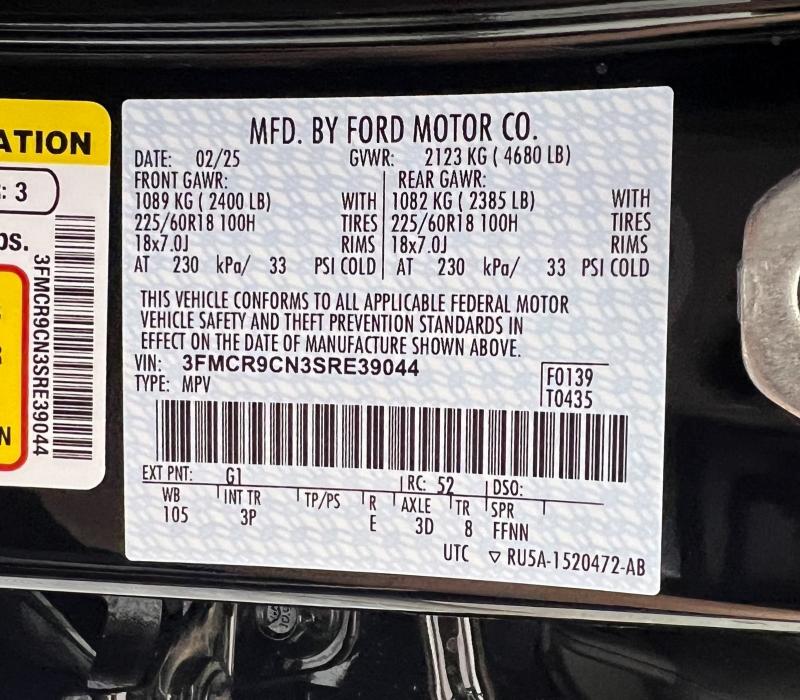 ATION
: 3
bs.
N
3FMCR9CN3SRE39044
MFD. BY FORD MOTOR CO.
DATE: 02/25 GVWR: 2123 KG ( 4680 LB)
FRONT GAWR: REAR GAWR:
1089 KG ( 2400 LB) WITH 1082 KG ( 2385 LB) WITH
225/60R18 100H TIRES 225/60R18 100H TIRES
18x7.0J RIMS 18x7.0J RIMS
AT 230 kPa/ 33 PSI COLD AT 230 kPa/ 33 PSI COLD
THIS VEHICLE CONFORMS TO ALL APPLICABLE FEDERAL MOTOR
VEHICLE SAFETY AND THEFT PREVENTION STANDARDS IN
EFFECT ON THE DATE OF MANUFACTURE SHOWN ABOVE.
VIN: 3FMCR9CN3SRE39044
TYPE: MPV
F0139
T0435
EXT PNT: G1 RC: 52 DSO:
WB INT TR TP/PS R AXLE TR SPR
105 3P E 3D 8 FFNN
UTC ▽ RU5A-1520472-AB